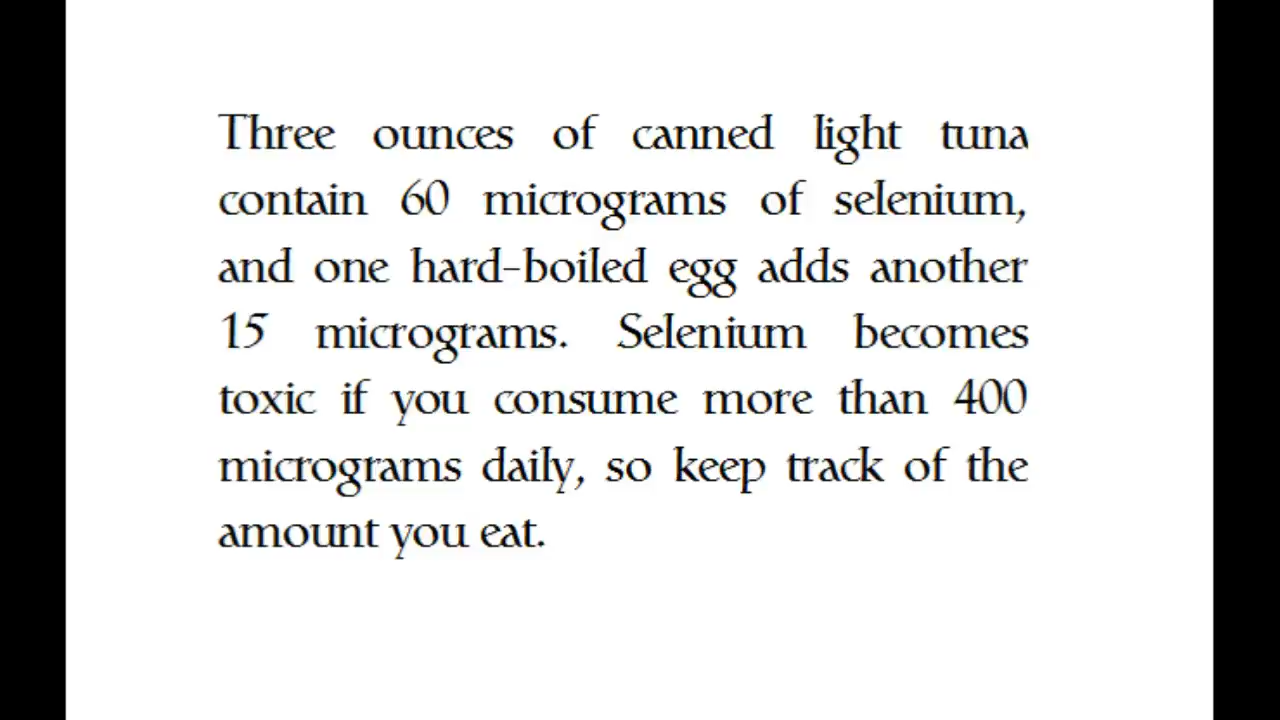 Three ounces of canned light tuna
contain 60 micrograms of selenium,
and one hard-boiled egg adds another
15 micrograms. Selenium becomes
toxic if you consume more than 400
micrograms daily, so keep track of the
amount you eat.